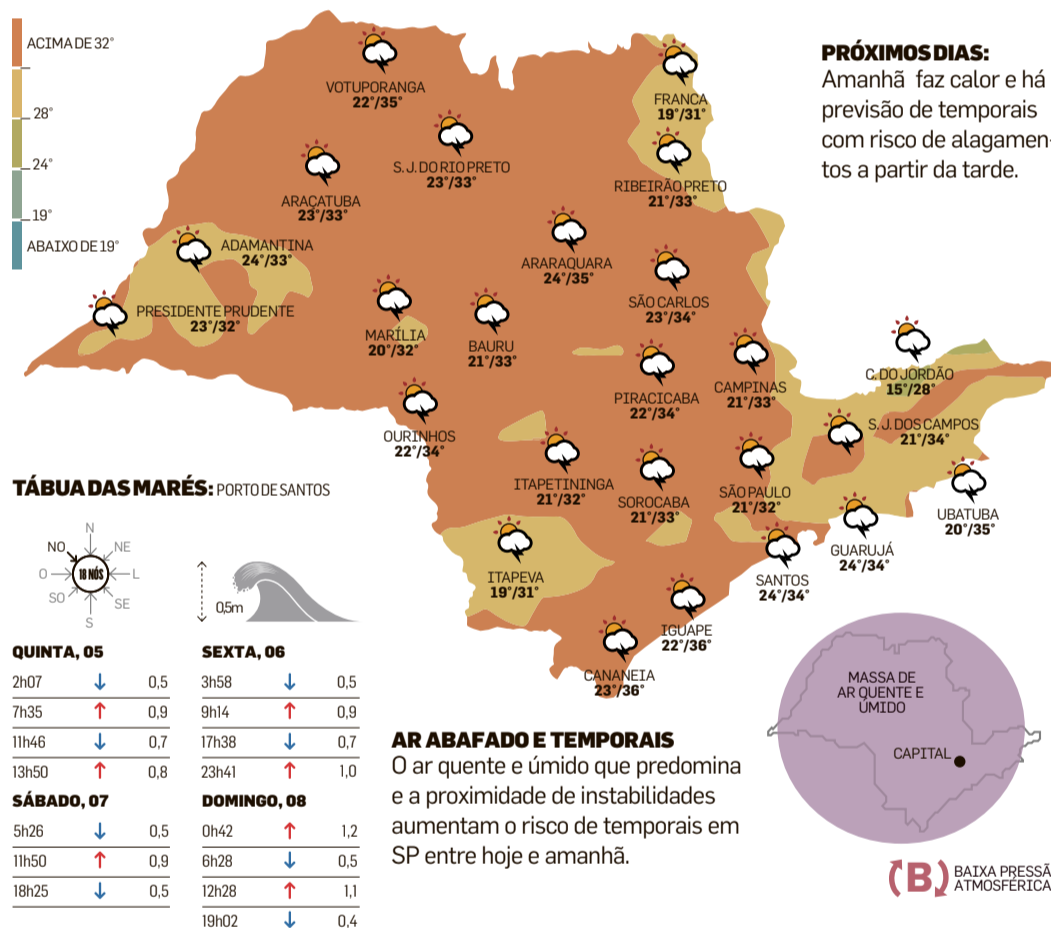 ACIMA DE 32°
28°
24°
19°
ABAIXO DE 19°
VOTUPORANGA
22°/35°
S. J. DO RIO PRETO
23°/33°
ARAÇATUBA
23°/33°
FRANCA
19°/31°
RIBEIRÃO PRETO
21°/33°
ADAMANTINA
24°/33°
ARARAQUARA
24°/35°
PRESIDENTE PRUDENTE
23°/32°
MARÍLIA
20°/32°
BAURU
21°/33°
SÃO CARLOS
23°/34°
PIRACICABA
22°/34°
CAMPINAS
21°/33°
C. DO JORDÃO
15°/28°
OURINHOS
22°/34°
S. J. DOS CAMPOS
21°/34°
ITAPETININGA
21°/32°
SOROCABA
21°/33°
SÃO PAULO
21°/32°
UBATUBA
20°/35°
GUARUJÁ
24°/34°
SANTOS
24°/34°
ITAPEVA
19°/31°
IGUAPE
22°/36°
CANANEIA
23°/36°
PRÓXIMOS DIAS:
Amanhã faz calor e há
previsão de temporais
com risco de alagamen-
tos a partir da tarde.
TÁBUA DAS MARÉS: PORTO DE SANTOS
N
NO
NE
O
18 NÓS
L
SO
SE
S
0,5m
QUINTA, 05
2h07 ↓ 0,5
7h35 ↑ 0,9
11h46 ↓ 0,7
13h50 ↑ 0,8
SEXTA, 06
3h58 ↓ 0,5
9h14 ↑ 0,9
17h38 ↓ 0,7
23h41 ↑ 1,0
SÁBADO, 07
5h26 ↓ 0,5
11h50 ↑ 0,9
18h25 ↓ 0,5
DOMINGO, 08
0h42 ↑ 1,2
6h28 ↓ 0,5
12h28 ↑ 1,1
19h02 ↓ 0,4
AR ABAFADO E TEMPORAIS
O ar quente e úmido que predomina
e a proximidade de instabilidades
aumentam o risco de temporais em
SP entre hoje e amanhã.
MASSA DE
AR QUENTE E
ÚMIDO
CAPITAL
B
BAIXA PRESSÃ
ATMOSFÉRICA